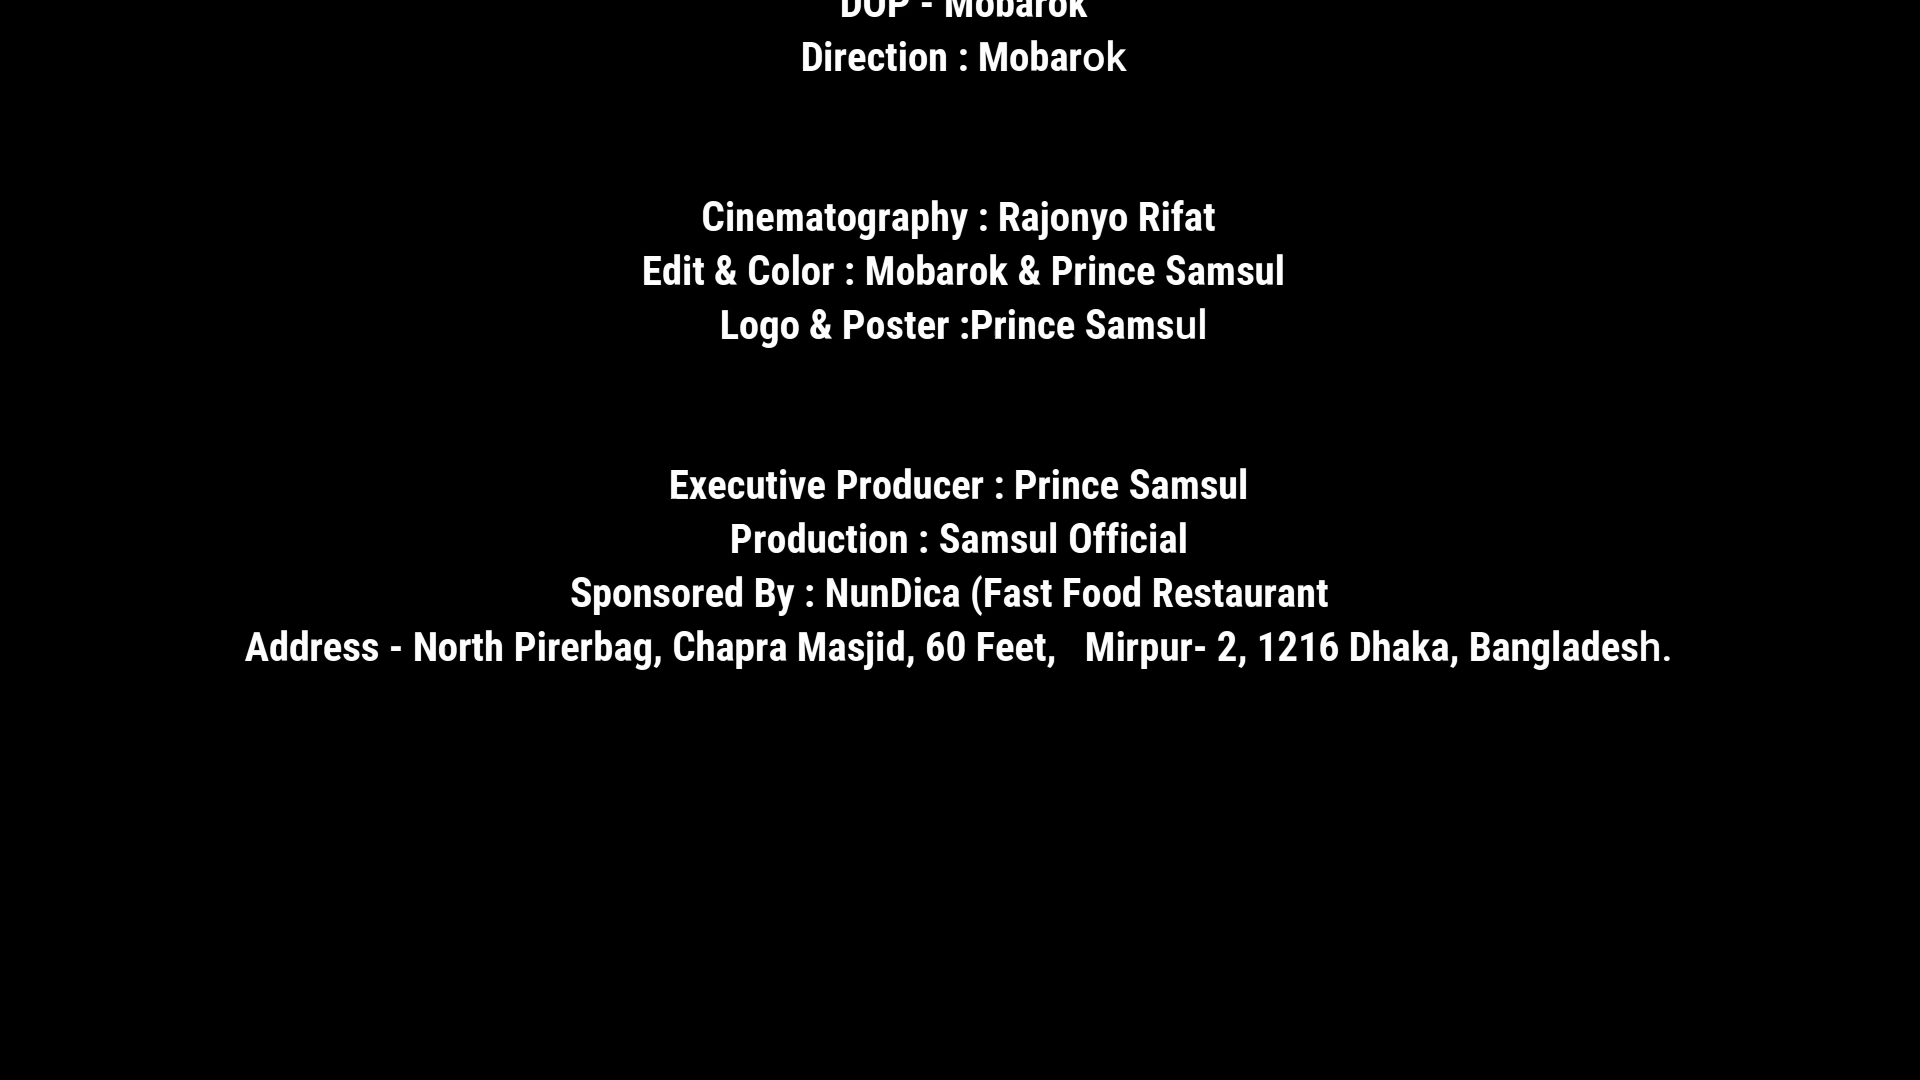 DOP - Mobarok
Direction : Mobarok
Cinematography : Rajonyo Rifat
Edit & Color : Mobarok & Prince Samsul
Logo & Poster :Prince Samsul
Executive Producer : Prince Samsul
Production : Samsul Official
Sponsored By : NunDica (Fast Food Restaurant
Address - North Pirerbag, Chapra Masjid, 60 Feet,   Mirpur- 2, 1216 Dhaka, Bangladesh.